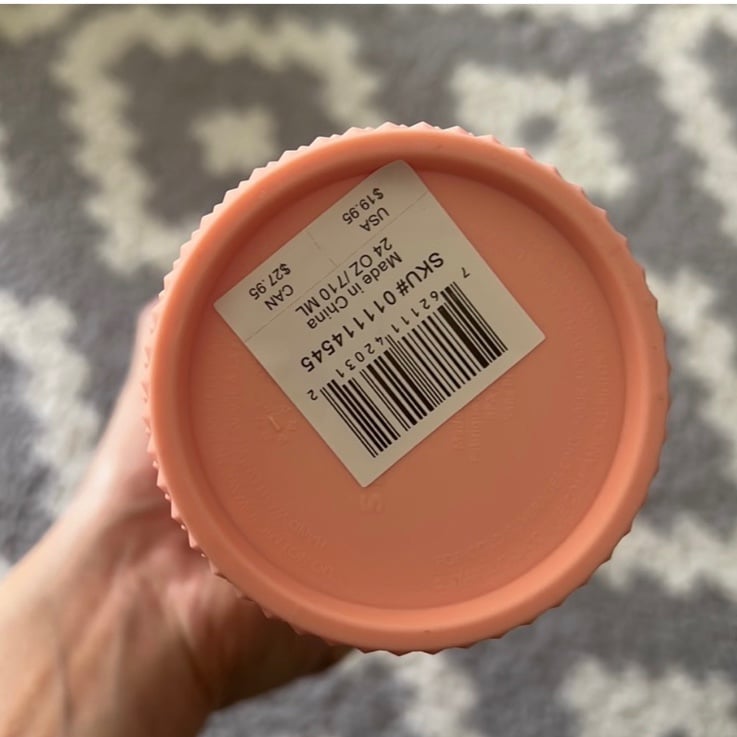 7 62111 42031 2
SKU# 011114545
Made in China
24 OZ/710 ML
USA CAN
$19.95 $27.95